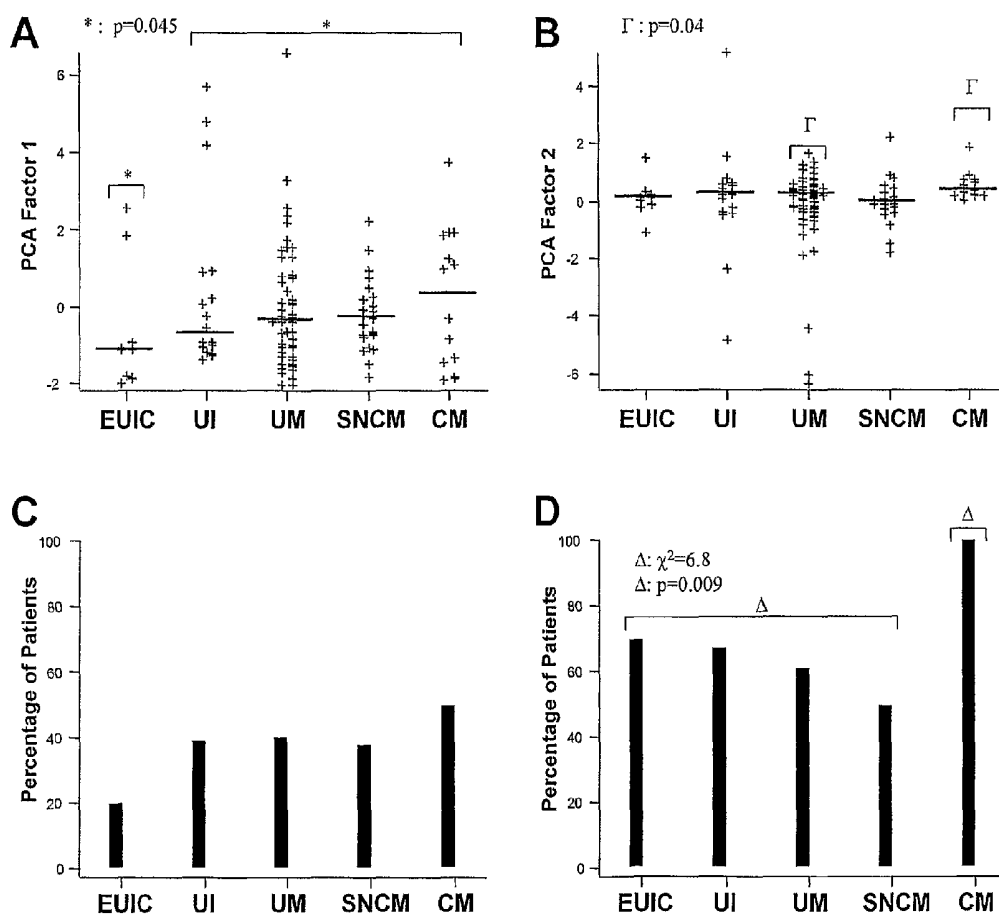 A
* : p=0.045
*
*
PCA Factor 1
6
4
2
0
-2
EUIC UI UM SNCM CM
B
Γ : p=0.04
Γ
Γ
PCA Factor 2
4
2
0
-2
-4
-6
EUIC UI UM SNCM CM
C
Percentage of Patients
100
80
60
40
20
0
EUIC UI UM SNCM CM
D
Δ
Δ: χ²=6.8
Δ: p=0.009
Δ
Percentage of Patients
100
80
60
40
20
0
EUIC UI UM SNCM CM